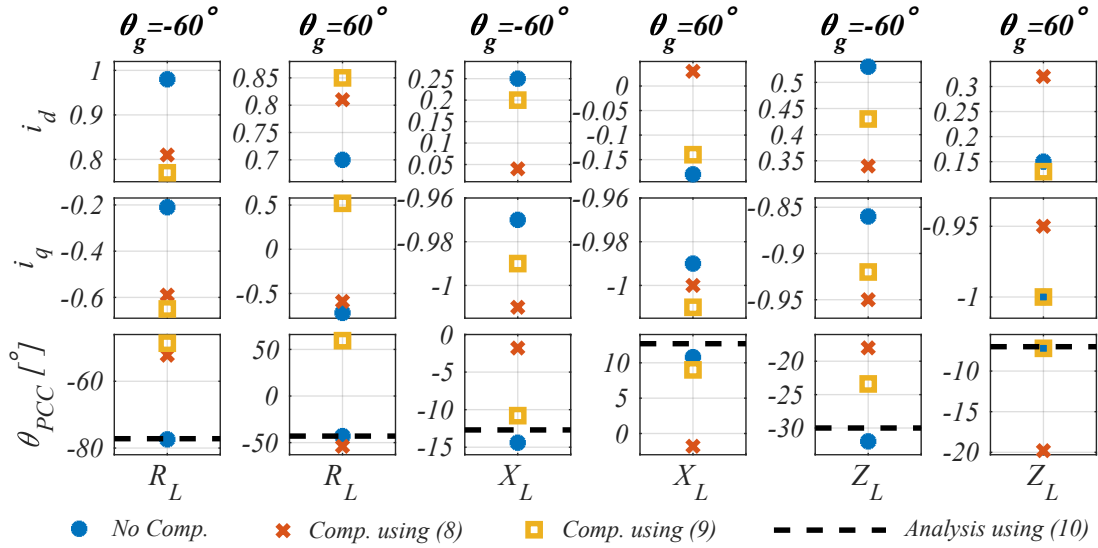 θg=-60° θg=60° θg=-60° θg=60° θg=-60° θg=60°
id
1 0.9 0.8
0.85 0.8 0.75 0.7
0.25 0.2 0.15 0.1 0.05
0 -0.05 -0.1 -0.15
0.5 0.45 0.4 0.35
0.3 0.25 0.2 0.15
iq
-0.2 -0.4 -0.6
0.5 0 -0.5
-0.96 -0.98 -1
-0.96 -0.98 -1
-0.85 -0.9 -0.95
-0.95 -1
θPCC [°]
-60 -80
50 0 -50
0 -5 -10 -15
10 5 0
-20 -25 -30
-10 -15 -20
RL RL XL XL ZL ZL
No Comp. Comp. using (8) Comp. using (9) Analysis using (10)